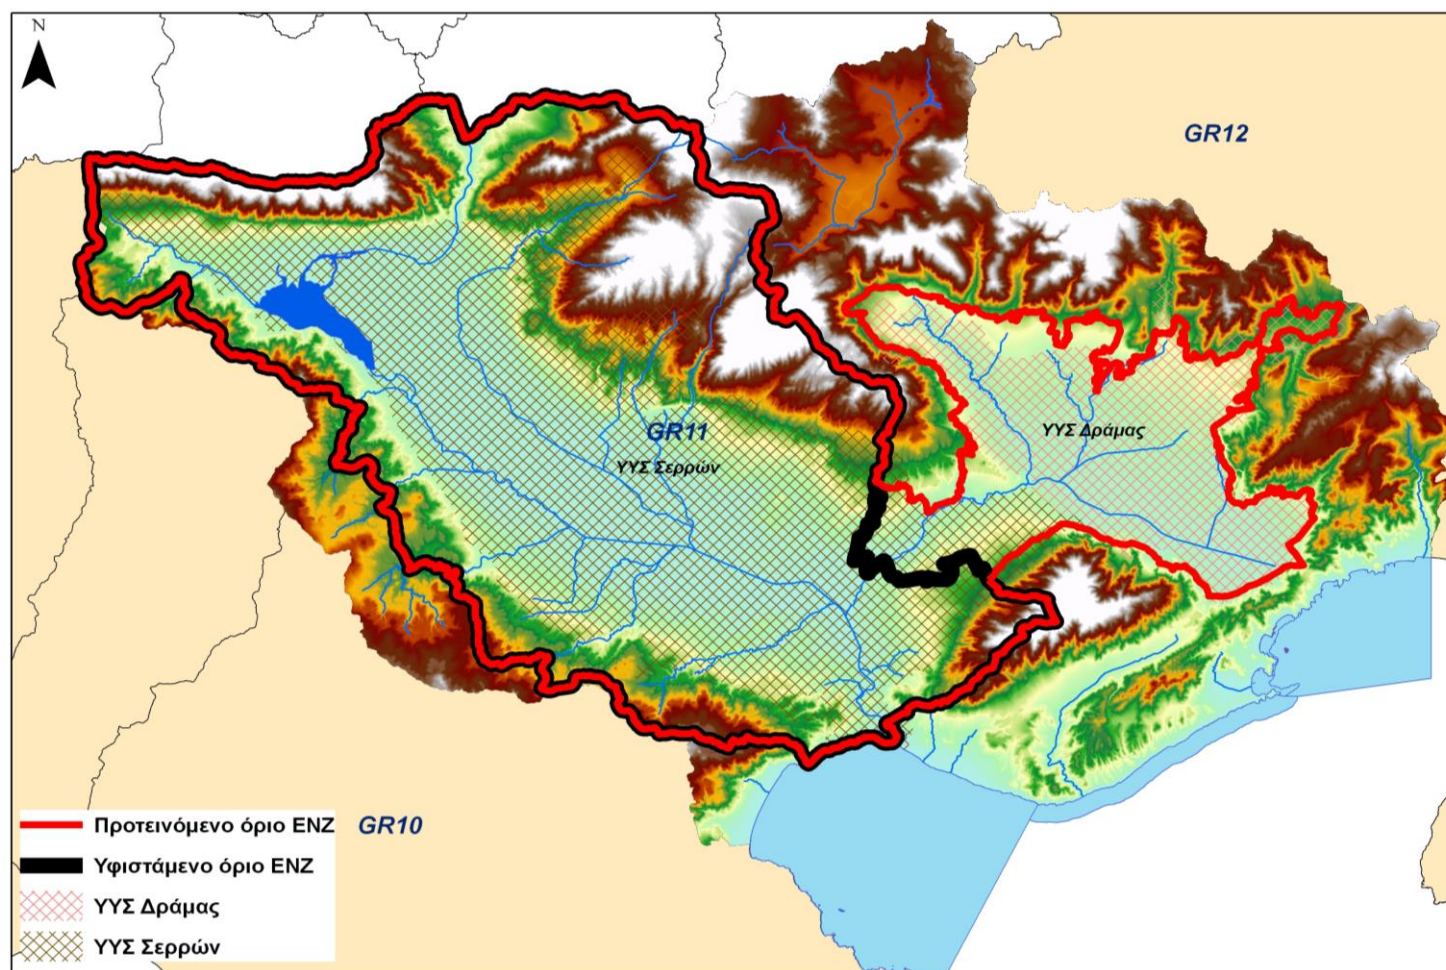 N
GR12
GR11
ΥΥΣ Σερρών
ΥΥΣ Δράμας
GR10
Προτεινόμενο όριο ΕΝΖ
Υφιστάμενο όριο ΕΝΖ
ΥΥΣ Δράμας
ΥΥΣ Σερρών